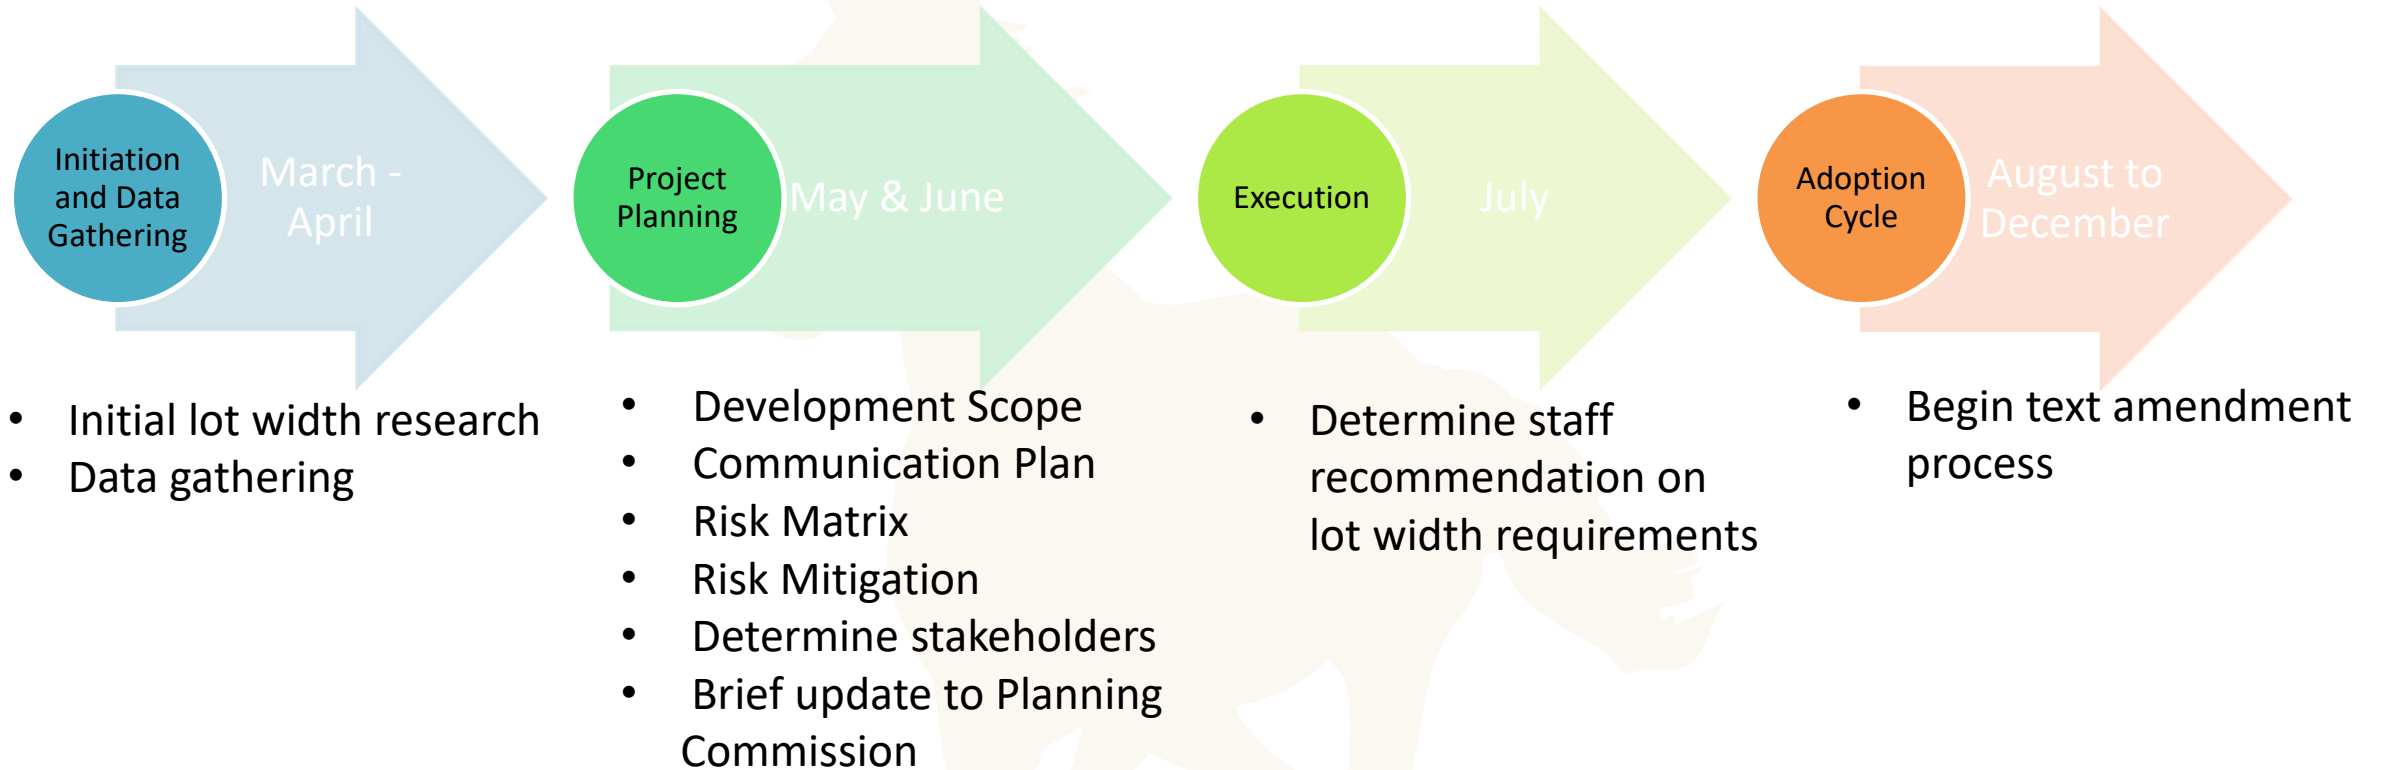 Initiation
and Data
Gathering
March -
April
• Initial lot width research
• Data gathering
Project
Planning
May & June
• Development Scope
• Communication Plan
• Risk Matrix
• Risk Mitigation
• Determine stakeholders
• Brief update to Planning
Commission
Execution
July
• Determine staff
recommendation on
lot width requirements
Adoption
Cycle
August to
December
• Begin text amendment
process